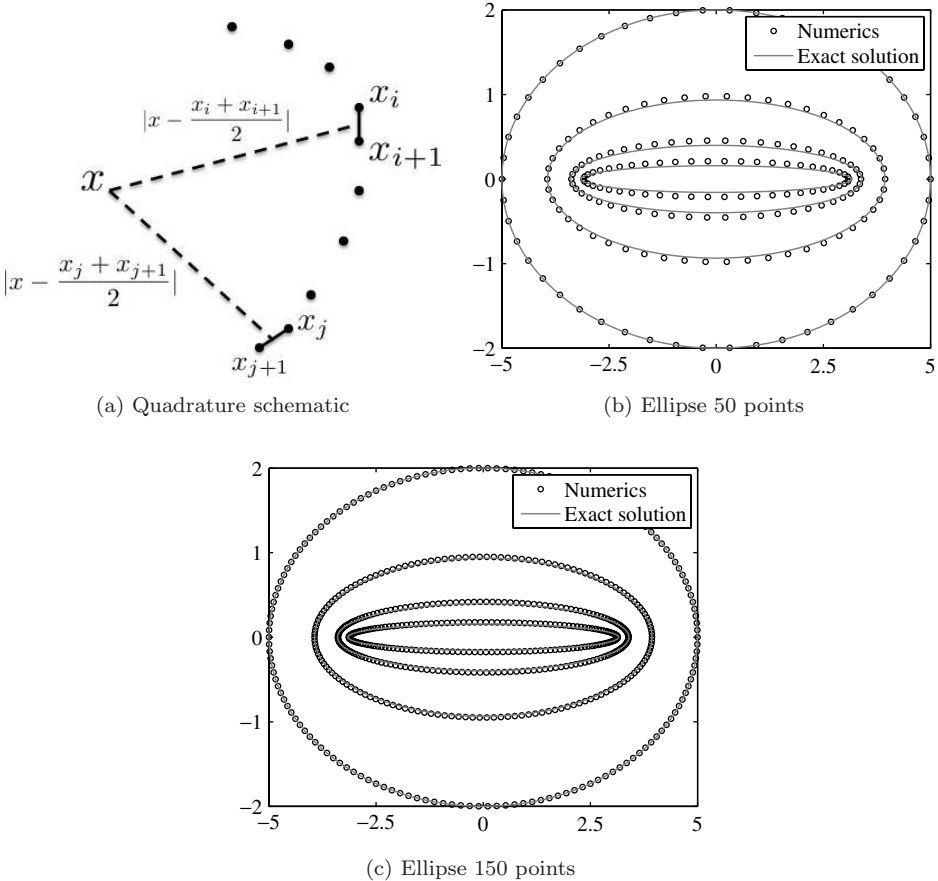 x_i
|x - \frac{x_i + x_{i+1}}{2}|
x_{i+1}
x
|x - \frac{x_j + x_{j+1}}{2}|
x_j
x_{j+1}
(a) Quadrature schematic
2
1
0
−1
−2
−5
−2.5
0
2.5
5
Numerics
Exact solution
(b) Ellipse 50 points
2
1
0
−1
−2
−5
−2.5
0
2.5
5
Numerics
Exact solution
(c) Ellipse 150 points